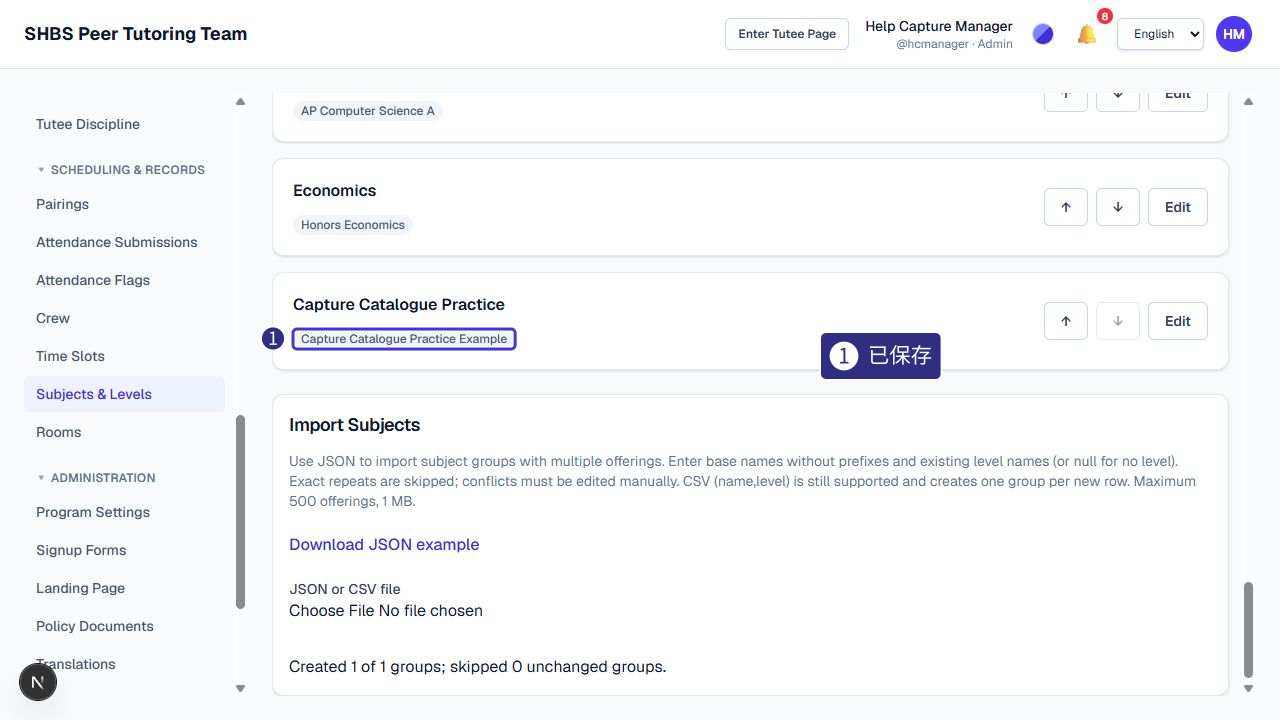 SHBS Peer Tutoring Team
Enter Tutee Page
Help Capture Manager
@hcmanager · Admin
8
English
HM
Tutee Discipline
SCHEDULING & RECORDS
Pairings
Attendance Submissions
Attendance Flags
Crew
Time Slots
Subjects & Levels
Rooms
ADMINISTRATION
Program Settings
Signup Forms
Landing Page
Policy Documents
Translations
N
AP Computer Science A
↑ ↓ Edit
Economics
Honors Economics
↑ ↓ Edit
Capture Catalogue Practice
1 Capture Catalogue Practice Example
↑ ↓ Edit
1 已保存
Import Subjects
Use JSON to import subject groups with multiple offerings. Enter base names without prefixes and existing level names (or null for no level).
Exact repeats are skipped; conflicts must be edited manually. CSV (name,level) is still supported and creates one group per new row. Maximum
500 offerings, 1 MB.
Download JSON example
JSON or CSV file
Choose File No file chosen
Created 1 of 1 groups; skipped 0 unchanged groups.